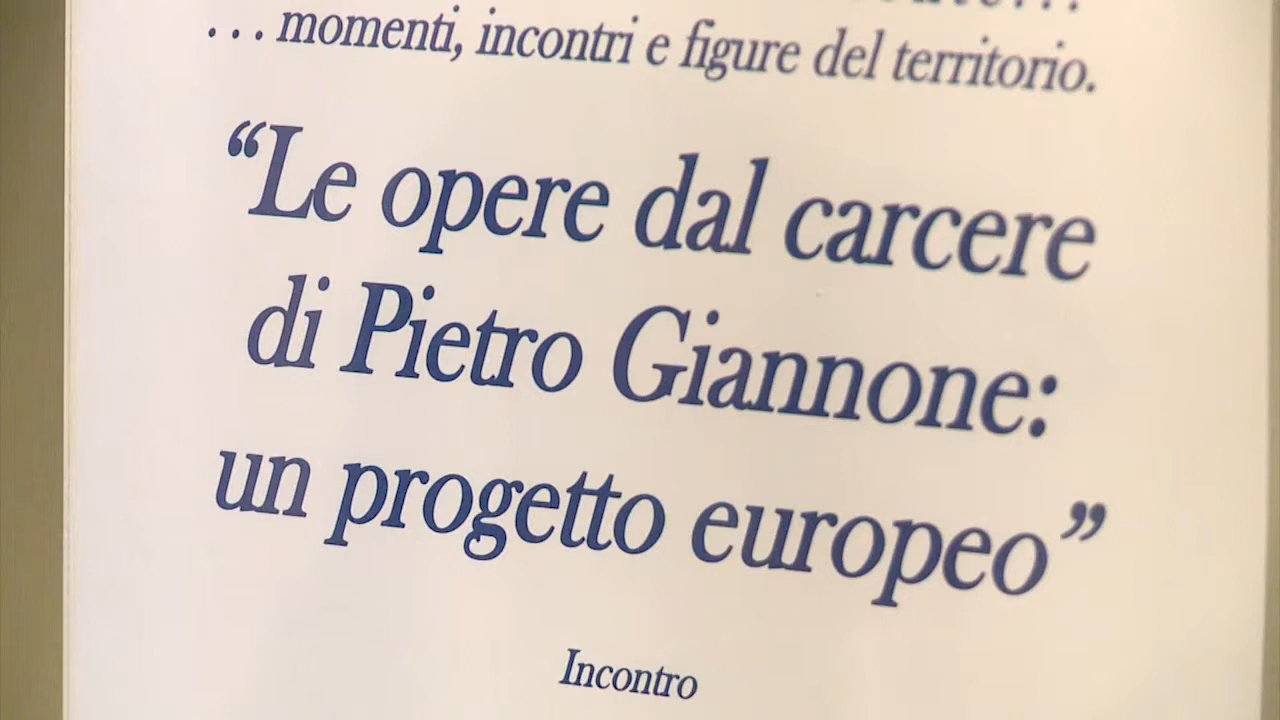 … momenti, incontri e figure del territorio.
“Le opere dal carcere
di Pietro Giannone:
un progetto europeo”
Incontro